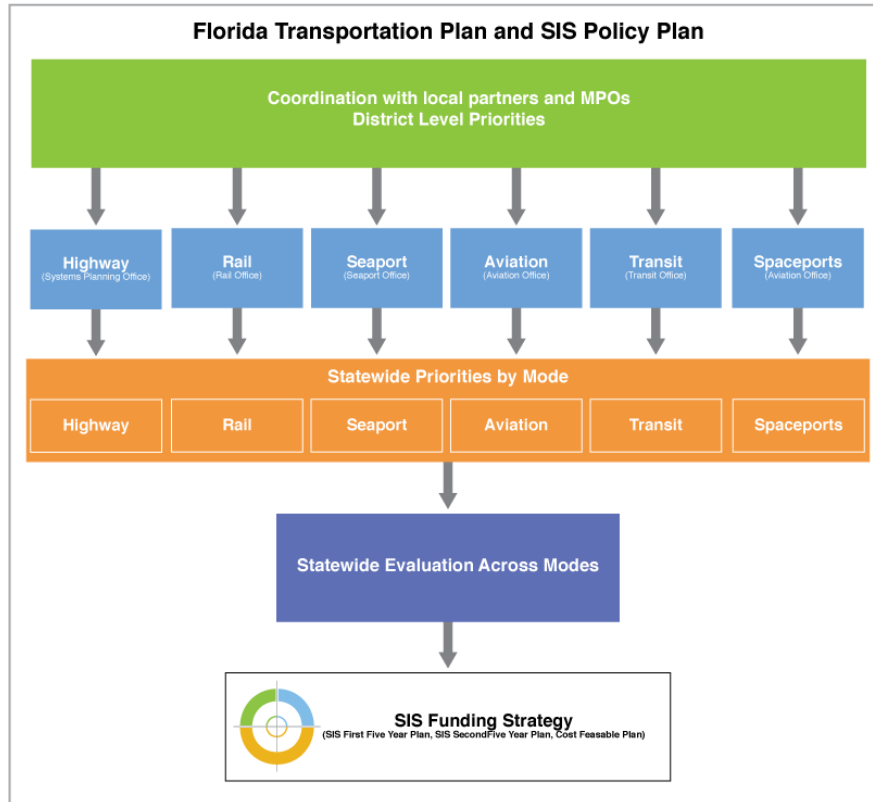 Florida Transportation Plan and SIS Policy Plan
Coordination with local partners and MPOs
District Level Priorities
Highway
(Systems Planning Office)
Rail
(Rail Office)
Seaport
(Seaport Office)
Aviation
(Aviation Office)
Transit
(Transit Office)
Spaceports
(Aviation Office)
Statewide Priorities by Mode
Highway
Rail
Seaport
Aviation
Transit
Spaceports
Statewide Evaluation Across Modes
SIS Funding Strategy
(SIS First Five Year Plan, SIS SecondFive Year Plan, Cost Feasable Plan)